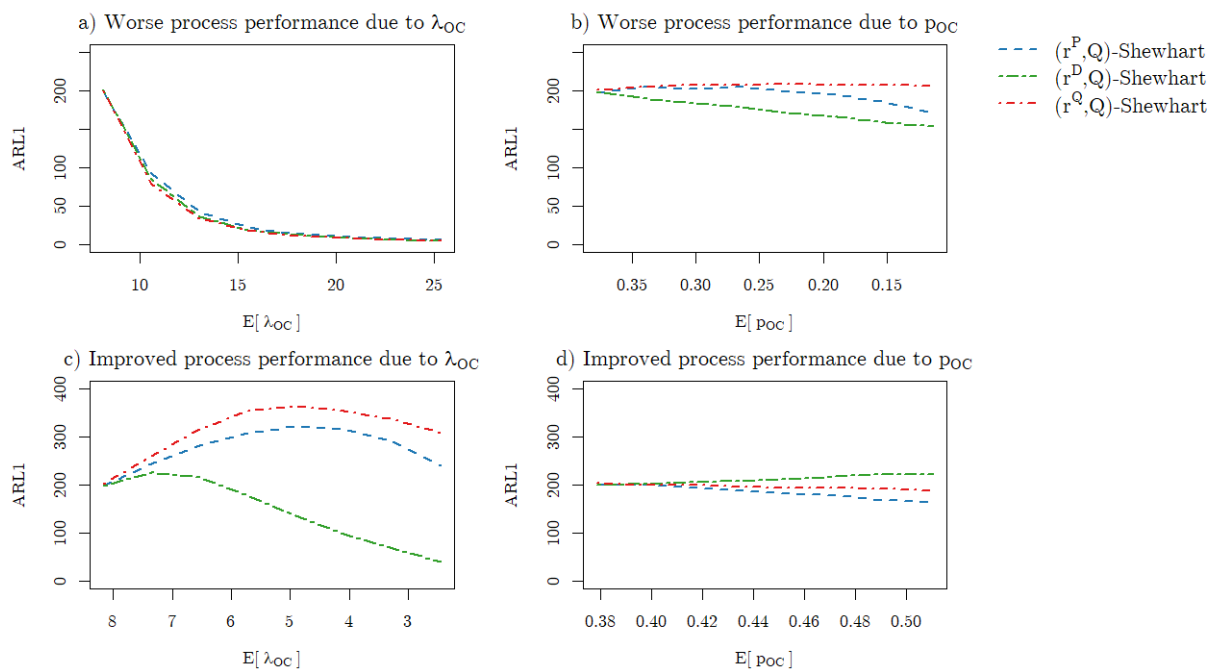 a) Worse process performance due to λOC
b) Worse process performance due to pOC
(r^P,Q)-Shewhart
(r^D,Q)-Shewhart
(r^Q,Q)-Shewhart
ARL1
0 50 100 200
10 15 20 25
E[ λOC ]
ARL1
0 50 100 200
0.35 0.30 0.25 0.20 0.15
E[ pOC ]
c) Improved process performance due to λOC
d) Improved process performance due to pOC
ARL1
0 100 200 300 400
8 7 6 5 4 3
E[ λOC ]
ARL1
0 100 200 300 400
0.38 0.40 0.42 0.44 0.46 0.48 0.50
E[ pOC ]